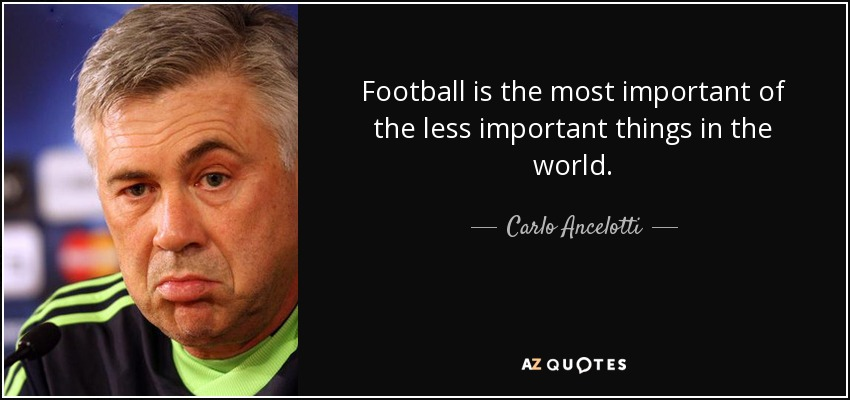 Football is the most important of
the less important things in the
world.
Carlo Ancelotti
AZ QUOTES